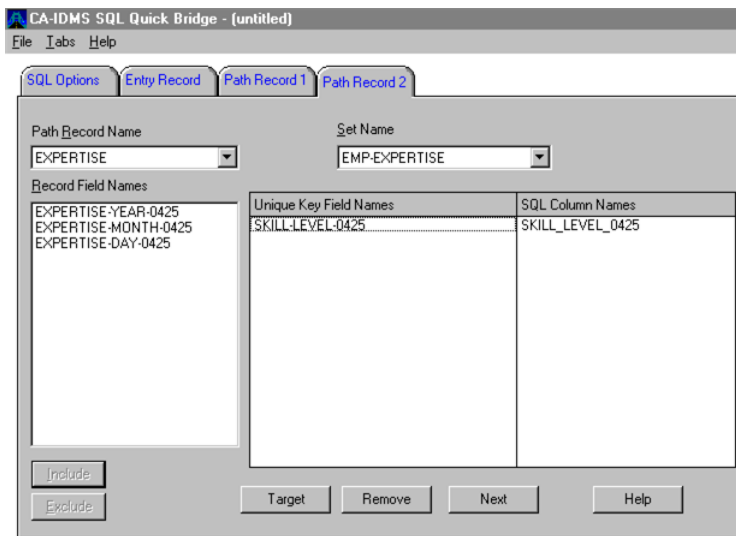 CA-IDMS SQL Quick Bridge - (untitled)
File Tabs Help
SQL Options Entry Record Path Record 1 Path Record 2
Path Record Name Set Name
EXPERTISE EMP-EXPERTISE
Record Field Names
Unique Key Field Names SQL Column Names
EXPERTISE-YEAR-0425
EXPERTISE-MONTH-0425
EXPERTISE-DAY-0425
SKILL-LEVEL-0425 SKILL_LEVEL_0425
Include
Exclude
Target Remove Next Help